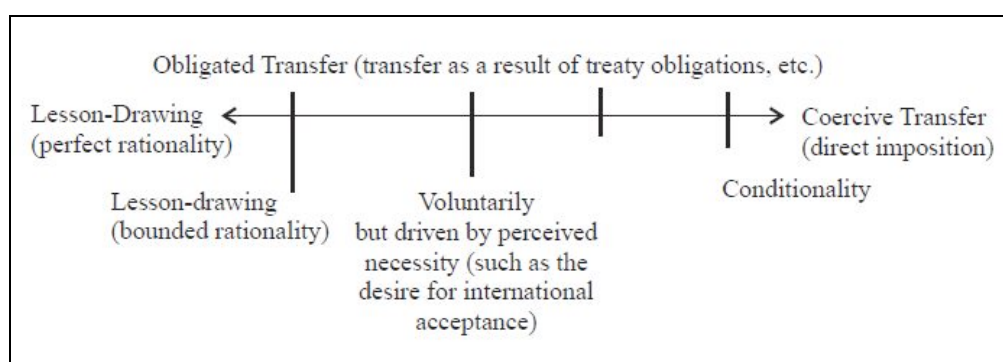 Obligated Transfer (transfer as a result of treaty obligations, etc.)
Lesson-Drawing
(perfect rationality)
Coercive Transfer
(direct imposition)
Lesson-drawing
(bounded rationality)
Voluntarily
but driven by perceived
necessity (such as the
desire for international
acceptance)
Conditionality